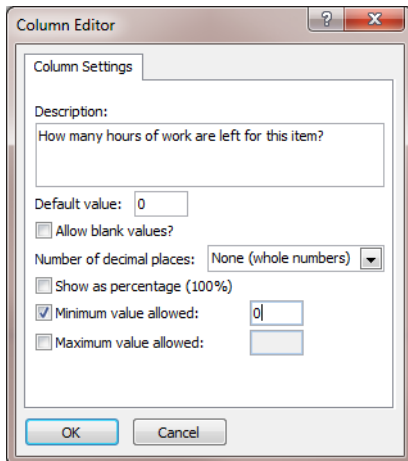 Column Editor
Column Settings
Description:
How many hours of work are left for this item?
Default value: 0
Allow blank values?
Number of decimal places: None (whole numbers)
Show as percentage (100%)
Minimum value allowed: 0
Maximum value allowed:
OK Cancel